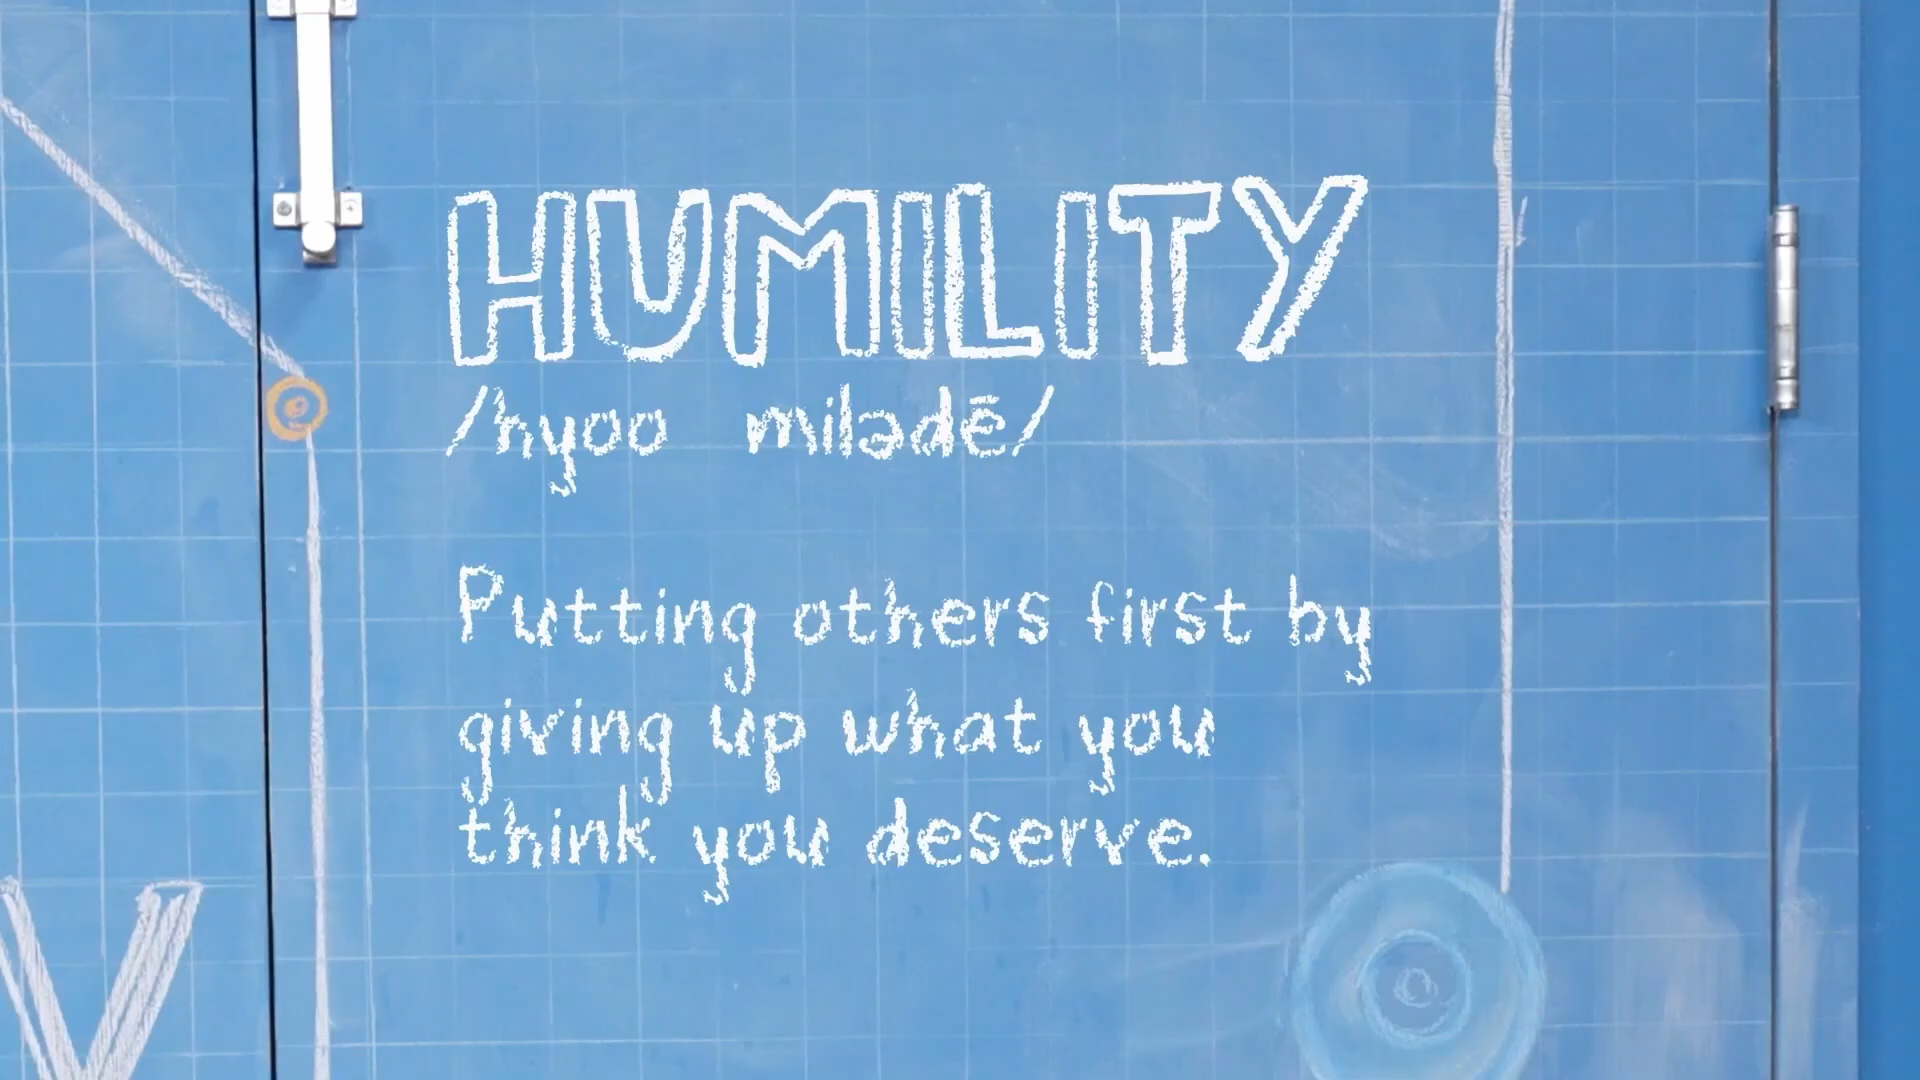 HUMILITY
/hyoo milədē/
Putting others first by
giving up what you
think you deserve.